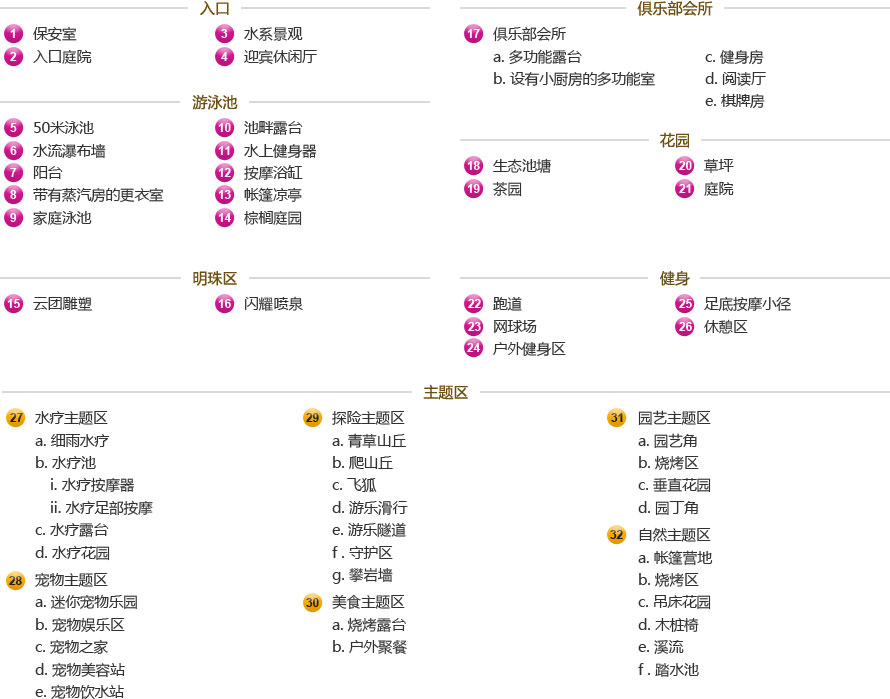 入口
1 保安室
2 入口庭院
3 水系景观
4 迎宾休闲厅
游泳池
5 50米泳池
6 水流瀑布墙
7 阳台
8 带有蒸汽房的更衣室
9 家庭泳池
10 池畔露台
11 水上健身器
12 按摩浴缸
13 帐篷凉亭
14 棕榈庭园
明珠区
15 云团雕塑
16 闪耀喷泉
俱乐部会所
17 俱乐部会所
a. 多功能露台
b. 设有小厨房的多功能室
c. 健身房
d. 阅读厅
e. 棋牌房
花园
18 生态池塘
19 茶园
20 草坪
21 庭院
健身
22 跑道
23 网球场
24 户外健身区
25 足底按摩小径
26 休憩区
主题区
27 水疗主题区
a. 细雨水疗
b. 水疗池
i. 水疗按摩器
ii. 水疗足部按摩
c. 水疗露台
d. 水疗花园
28 宠物主题区
a. 迷你宠物乐园
b. 宠物娱乐区
c. 宠物之家
d. 宠物美容站
e. 宠物饮水站
29 探险主题区
a. 青草山丘
b. 爬山丘
c. 飞狐
d. 游乐滑行
e. 游乐隧道
f . 守护区
g. 攀岩墙
30 美食主题区
a. 烧烤露台
b. 户外聚餐
31 园艺主题区
a. 园艺角
b. 烧烤区
c. 垂直花园
d. 园丁角
32 自然主题区
a. 帐篷营地
b. 烧烤区
c. 吊床花园
d. 木桩椅
e. 溪流
f . 踏水池